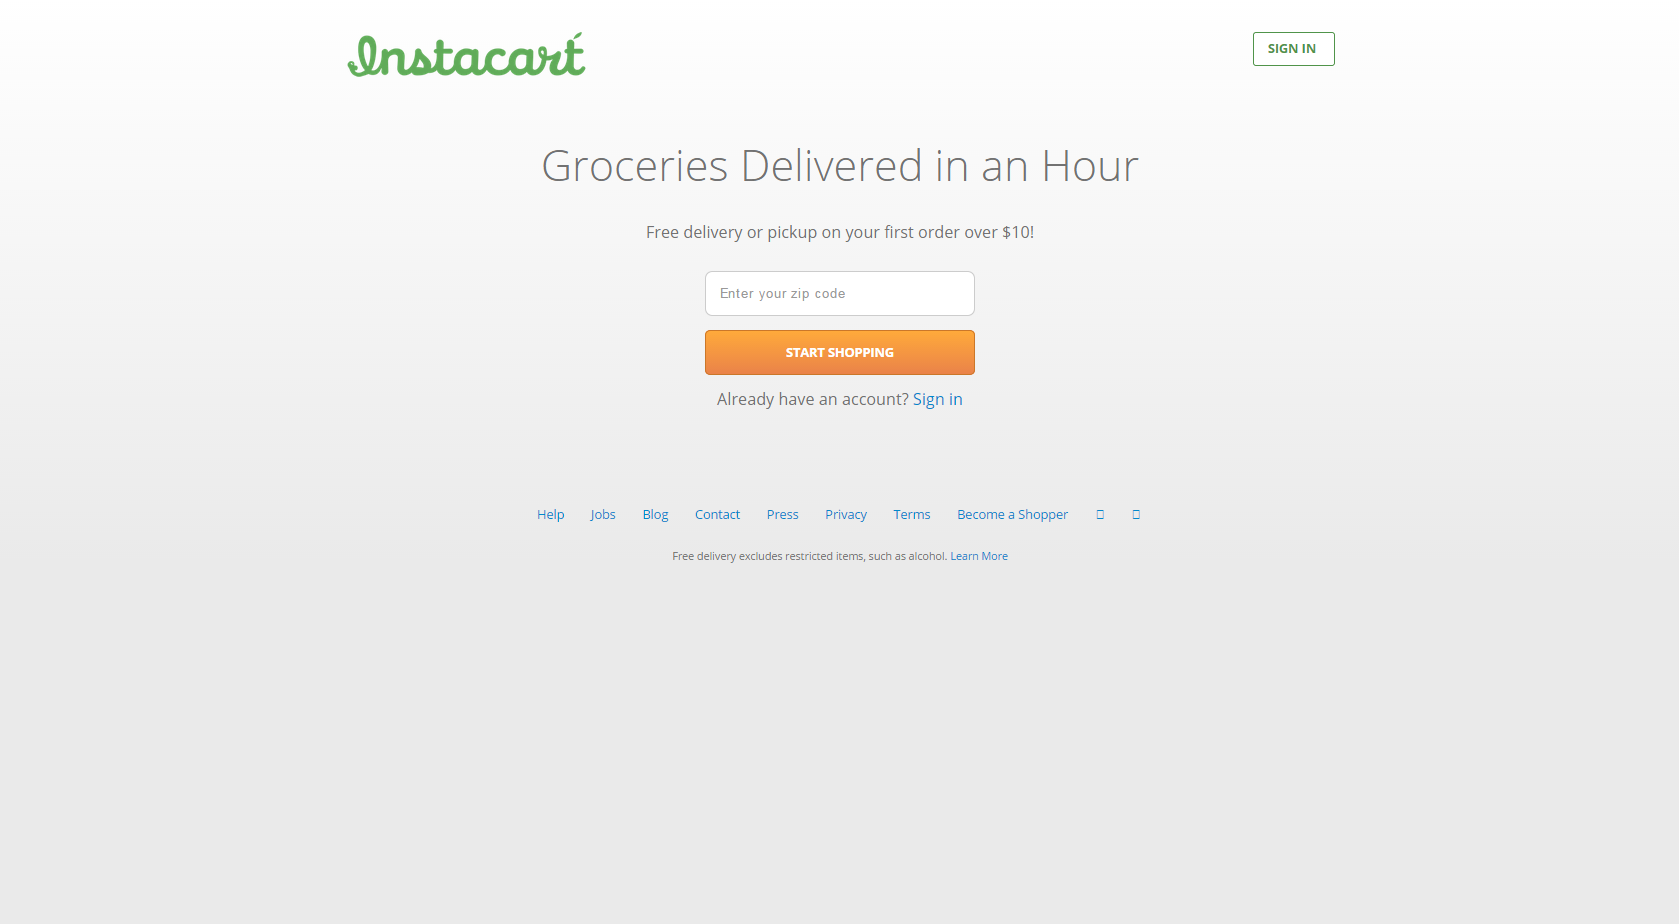 Instacart
SIGN IN
Groceries Delivered in an Hour
Free delivery or pickup on your first order over $10!
Enter your zip code
START SHOPPING
Already have an account? Sign in
Help Jobs Blog Contact Press Privacy Terms Become a Shopper
Free delivery excludes restricted items, such as alcohol. Learn More